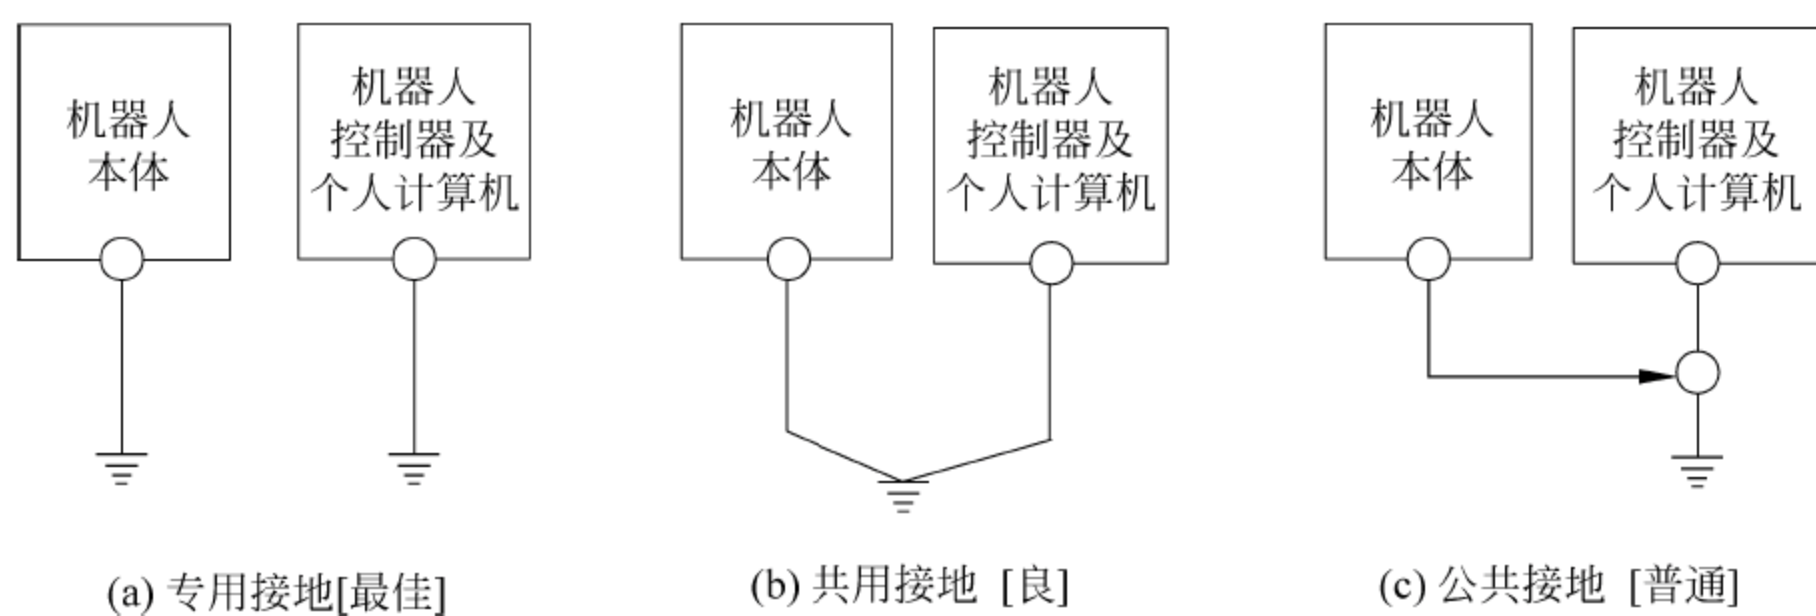 机器人
本体
机器人
控制器及
个人计算机
机器人
本体
机器人
控制器及
个人计算机
机器人
本体
机器人
控制器及
个人计算机
(a) 专用接地[最佳]
(b) 共用接地 [良]
(c) 公共接地 [普通]